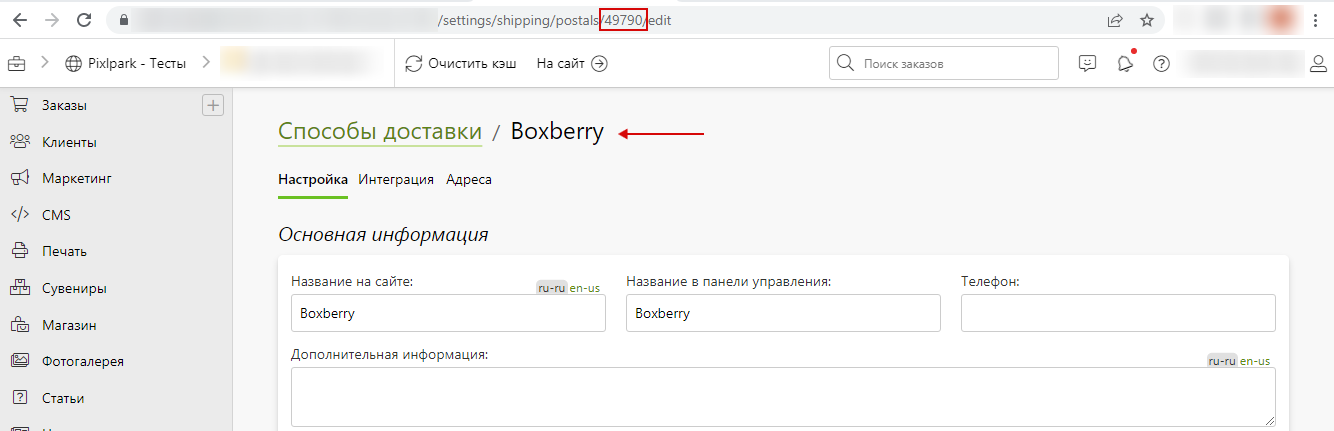 /settings/shipping/postals/49790/edit
Pixlpark - Тесты
Очистить кэш
На сайт
Поиск заказов
Заказы
Клиенты
Маркетинг
CMS
Печать
Сувениры
Магазин
Фотогалерея
Статьи
Способы доставки / Boxberry
Настройка Интеграция Адреса
Основная информация
Название на сайте: ru-ru en-us
Boxberry
Название в панели управления:
Boxberry
Телефон:
Дополнительная информация: ru-ru en-us